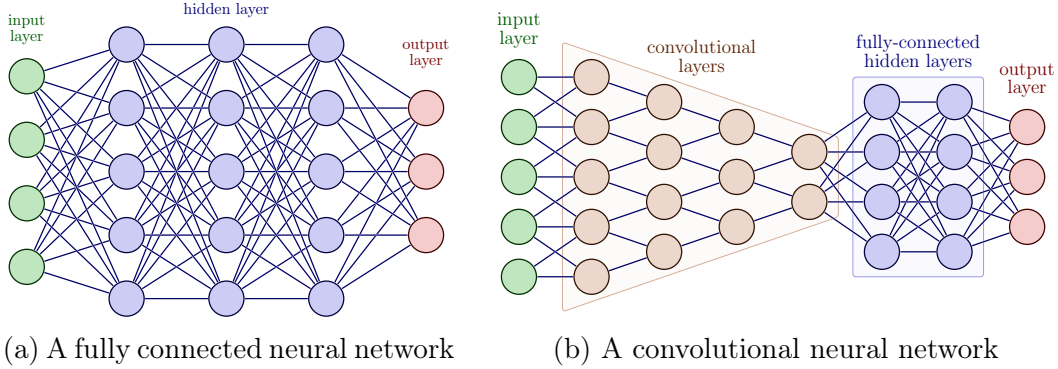 input
layer
hidden layer
output
layer
(a) A fully connected neural network
input
layer
convolutional
layers
fully-connected
hidden layers
output
layer
(b) A convolutional neural network